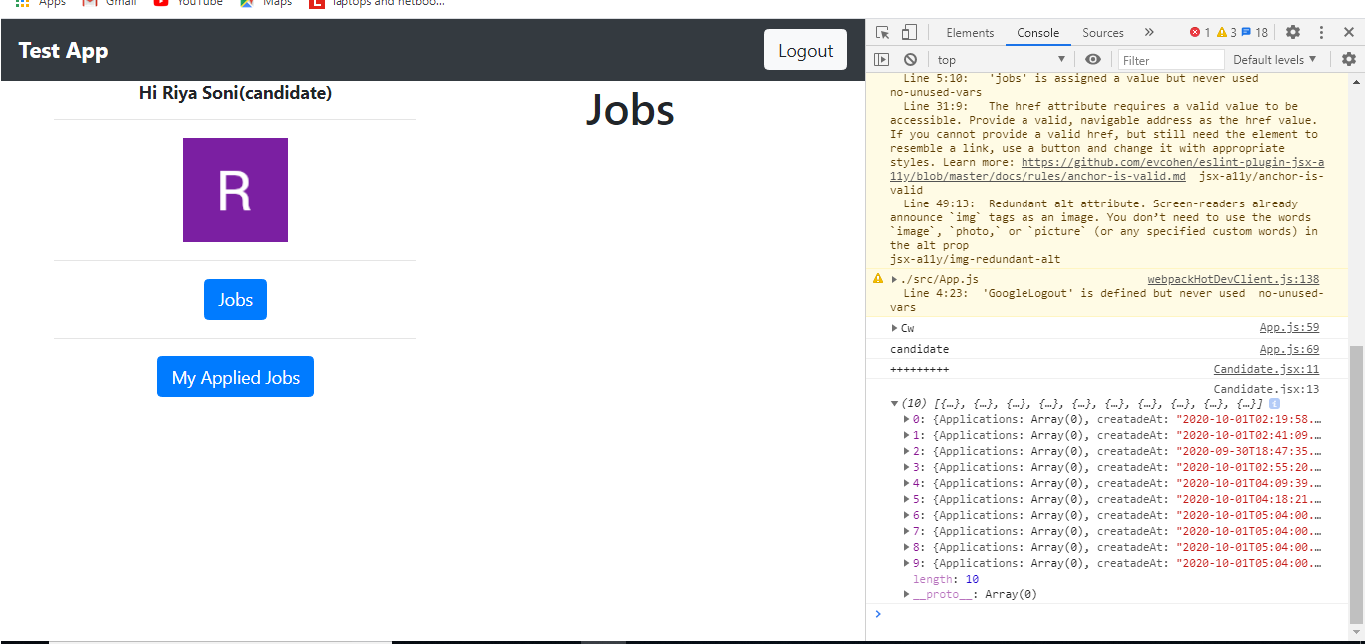 Apps Gmail YouTube Maps laptops and netboo...
Test App
Logout
Hi Riya Soni(candidate)
R
Jobs
My Applied Jobs
Jobs
Elements Console Sources » 1 3 18
top Filter Default levels
Line 5:10: 'jobs' is assigned a value but never used
no-unused-vars
Line 31:9: The href attribute requires a valid value to be
accessible. Provide a valid, navigable address as the href value.
If you cannot provide a valid href, but still need the element to
resemble a link, use a button and change it with appropriate
styles. Learn more: https://github.com/evcohen/eslint-plugin-jsx-a
11y/blob/master/docs/rules/anchor-is-valid.md jsx-a11y/anchor-is-
valid
Line 49:13: Redundant alt attribute. Screen-readers already
announce `img` tags as an image. You don’t need to use the words
`image`, `photo,` or `picture` (or any specified custom words) in
the alt prop
jsx-a11y/img-redundant-alt
./src/App.js webpackHotDevClient.js:138
Line 4:23: 'GoogleLogout' is defined but never used no-unused-
vars
Cw App.js:59
candidate App.js:69
+++++++++ Candidate.jsx:11
Candidate.jsx:13
(10) [{…}, {…}, {…}, {…}, {…}, {…}, {…}, {…}, {…}, {…}]
0: {Applications: Array(0), creatadeAt: "2020-10-01T02:19:58.…
1: {Applications: Array(0), creatadeAt: "2020-10-01T02:41:09.…
2: {Applications: Array(0), creatadeAt: "2020-09-30T18:47:35.…
3: {Applications: Array(0), creatadeAt: "2020-10-01T02:55:20.…
4: {Applications: Array(0), creatadeAt: "2020-10-01T04:09:39.…
5: {Applications: Array(0), creatadeAt: "2020-10-01T04:18:21.…
6: {Applications: Array(0), creatadeAt: "2020-10-01T05:04:00.…
7: {Applications: Array(0), creatadeAt: "2020-10-01T05:04:00.…
8: {Applications: Array(0), creatadeAt: "2020-10-01T05:04:00.…
9: {Applications: Array(0), creatadeAt: "2020-10-01T05:04:00.…
length: 10
__proto__: Array(0)